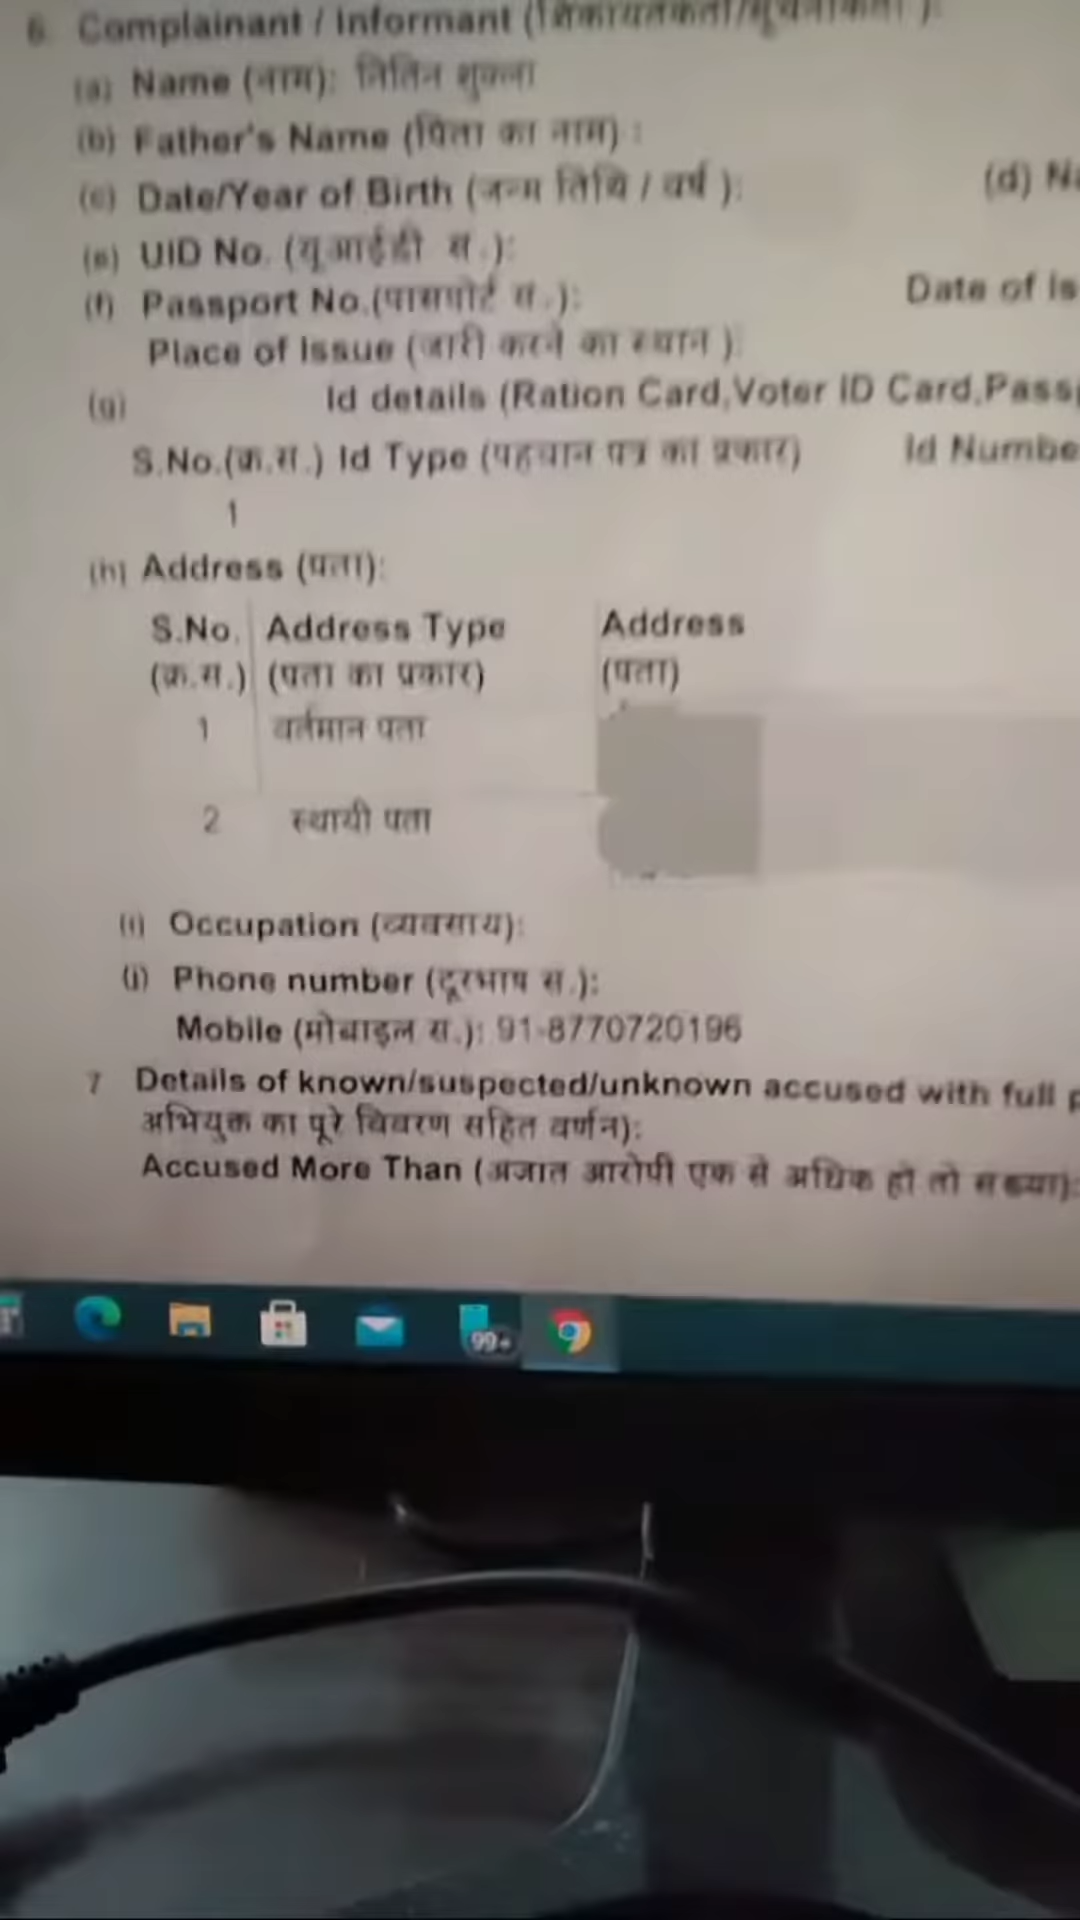 6. Complainant / Informant (शिकायतकर्ता/सूचनाकर्ता ):
(a) Name (नाम): नितिन शुक्ला
(b) Father's Name (पिता का नाम) :
(c) Date/Year of Birth (जन्म तिथि / वर्ष ): (d) Na
(e) UID No. (यूआईडी सं.):
(f) Passport No.(पासपोर्ट सं.): Date of Is
Place of Issue (जारी करने का स्थान ):
(g) Id details (Ration Card,Voter ID Card,Passp
S.No.(क्र.सं.) Id Type (पहचान पत्र का प्रकार) Id Numbe
1
(h) Address (पता):
S.No. Address Type Address
(क्र.सं.) (पता का प्रकार) (पता)
1 वर्तमान पता
2 स्थायी पता
(i) Occupation (व्यवसाय):
(j) Phone number (दूरभाष सं.):
Mobile (मोबाइल सं.): 91-8770720196
7 Details of known/suspected/unknown accused with full p
अभियुक्त का पूरे विवरण सहित वर्णन):
Accused More Than (अज्ञात आरोपी एक से अधिक हों तो संख्या):
99+